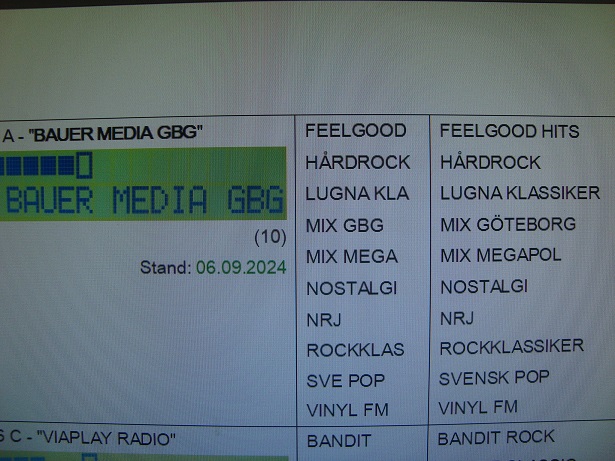 A - "BAUER MEDIA GBG"
BAUER MEDIA GBG
(10)
Stand: 06.09.2024
FEELGOOD FEELGOOD HITS
HÅRDROCK HÅRDROCK
LUGNA KLA LUGNA KLASSIKER
MIX GBG MIX GÖTEBORG
MIX MEGA MIX MEGAPOL
NOSTALGI NOSTALGI
NRJ NRJ
ROCKKLAS ROCKKLASSIKER
SVE POP SVENSK POP
VINYL FM VINYL FM
S C - "VIAPLAY RADIO" BANDIT BANDIT ROCK